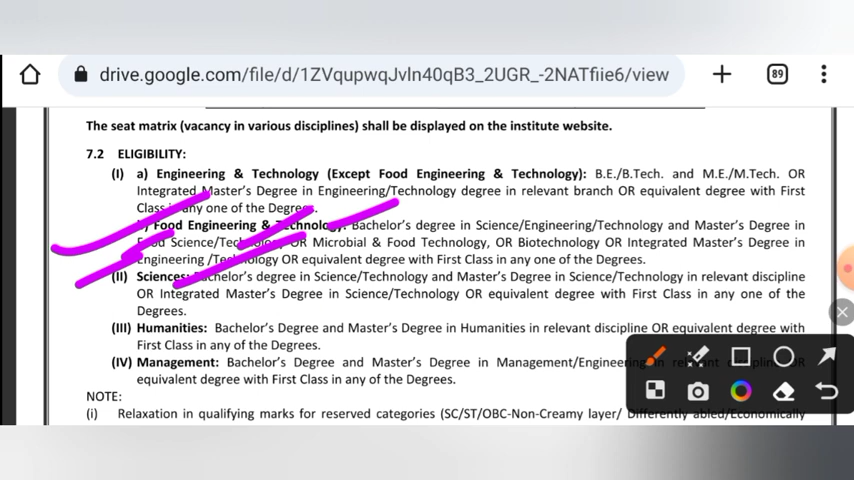 drive.google.com/file/d/1ZVqupwqJvln40qB3_2UGR_-2NATfiie6/view
89
The seat matrix (vacancy in various disciplines) shall be displayed on the institute website.
7.2 ELIGIBILITY:
(I) a) Engineering & Technology (Except Food Engineering & Technology): B.E./B.Tech. and M.E./M.Tech. OR
Integrated Master's Degree in Engineering/Technology degree in relevant branch OR equivalent degree with First
Class in any one of the Degrees.
b) Food Engineering & Technology: Bachelor's degree in Science/Engineering/Technology and Master's Degree in
Food Science/Technology OR Microbial & Food Technology, OR Biotechnology OR Integrated Master's Degree in
Engineering /Technology OR equivalent degree with First Class in any one of the Degrees.
(II) Sciences: Bachelor's degree in Science/Technology and Master's Degree in Science/Technology in relevant discipline
OR Integrated Master's Degree in Science/Technology OR equivalent degree with First Class in any one of the
Degrees.
(III) Humanities: Bachelor's Degree and Master's Degree in Humanities in relevant discipline OR equivalent degree with
First Class in any of the Degrees.
(IV) Management: Bachelor's Degree and Master's Degree in Management/Engineering in relevant discipline OR
equivalent degree with First Class in any of the Degrees.
NOTE:
(i) Relaxation in qualifying marks for reserved categories (SC/ST/OBC-Non-Creamy layer/ Differently abled/Economically